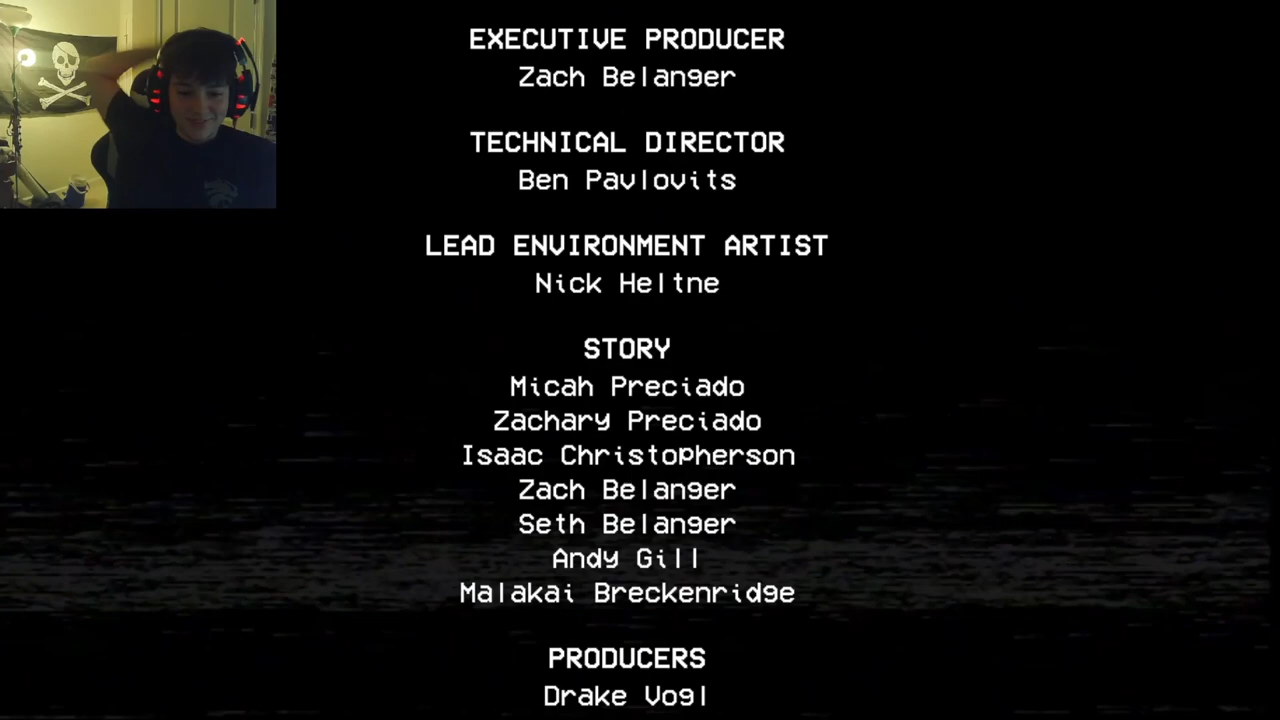 EXECUTIVE PRODUCER
Zach Belanger
TECHNICAL DIRECTOR
Ben Pavlovits
LEAD ENVIRONMENT ARTIST
Nick Heltne
STORY
Micah Preciado
Zachary Preciado
Isaac Christopherson
Zach Belanger
Seth Belanger
Andy Gill
Malakai Breckenridge
PRODUCERS
Drake Vogl